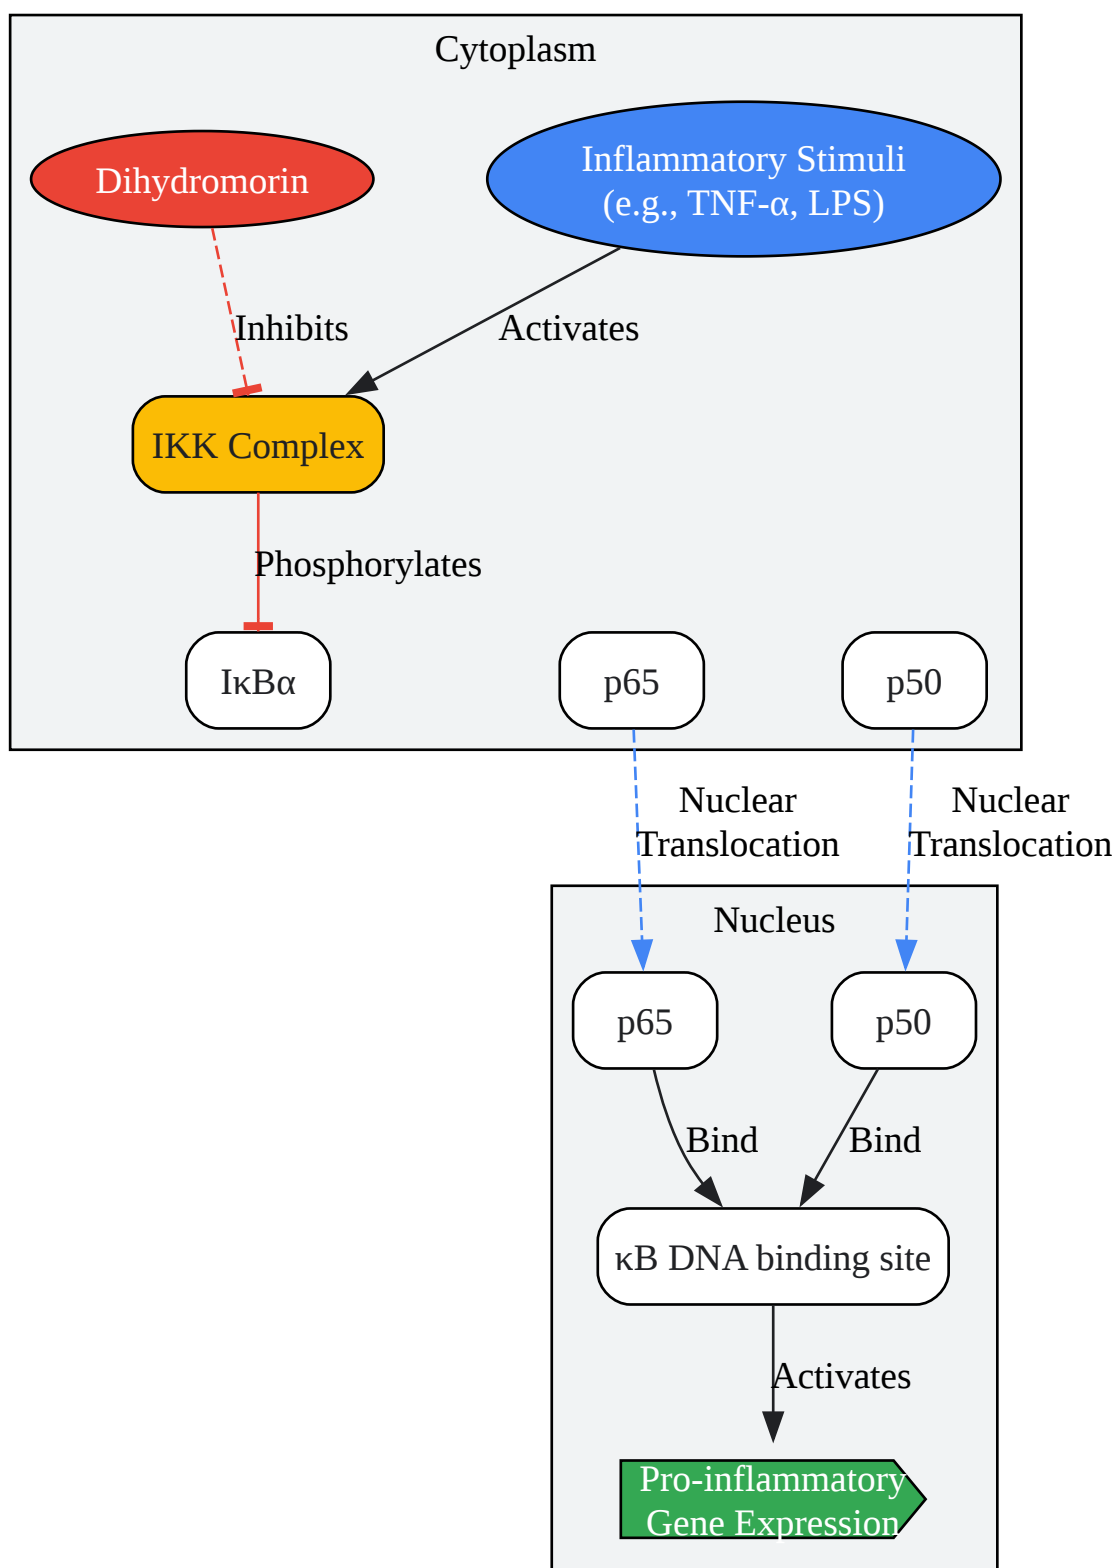 Cytoplasm
Dihydromorin
Inflammatory Stimuli
(e.g., TNF-α, LPS)
Inhibits
Activates
IKK Complex
Phosphorylates
IκBα
p65
p50
Nuclear
Translocation
Nuclear
Translocation
Nucleus
p65
p50
Bind
Bind
κB DNA binding site
Activates
Pro-inflammatory
Gene Expression